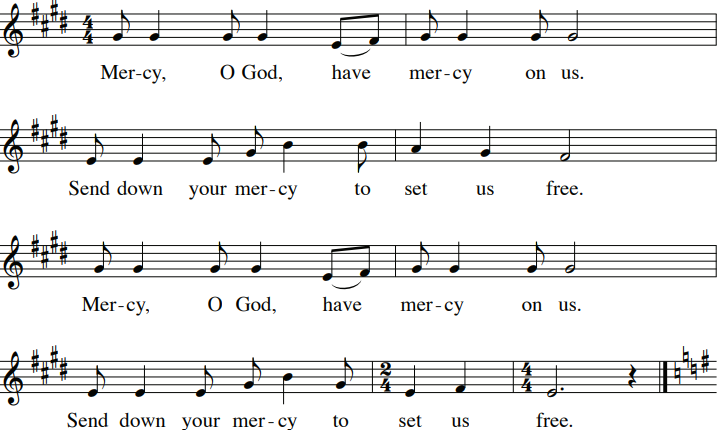 Mer-cy, O God, have mer-cy on us.
Send down your mer-cy to set us free.
Mer-cy, O God, have mer-cy on us.
Send down your mer-cy to set us free.